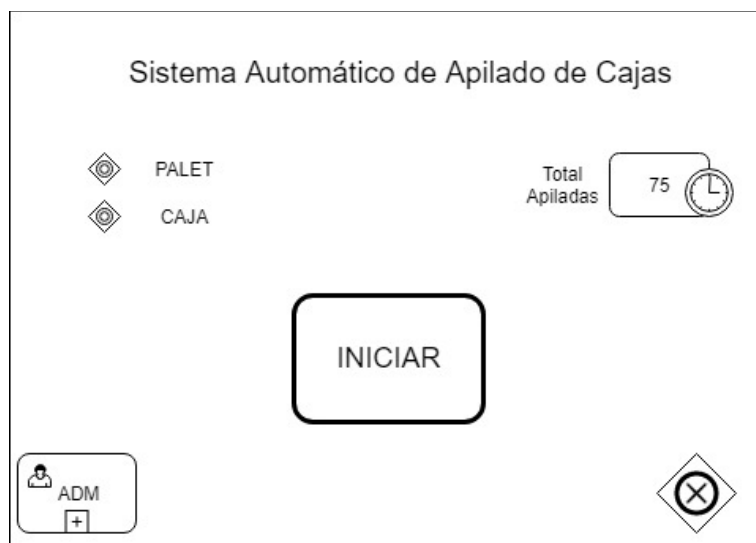 Sistema Automático de Apilado de Cajas
PALET
Total
Apiladas
75
CAJA
INICIAR
ADM
+